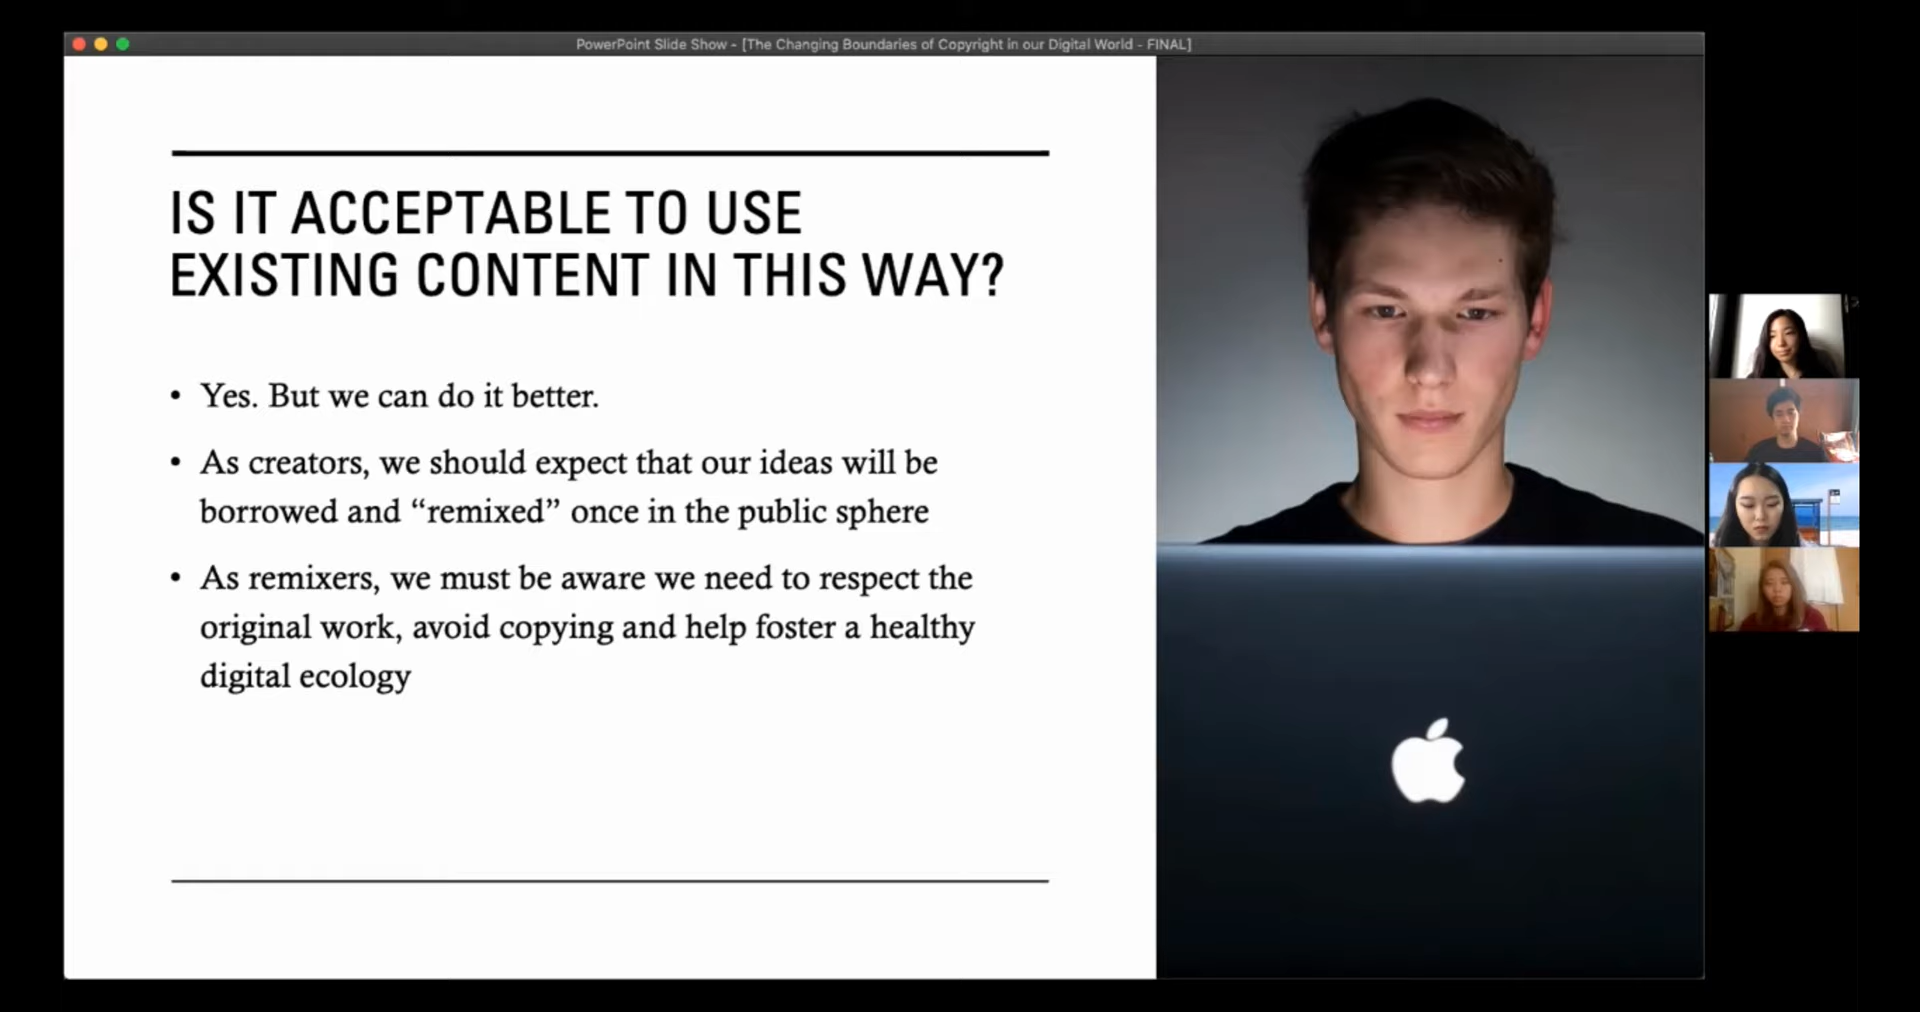 PowerPoint Slide Show - [The Changing Boundaries of Copyright in our Digital World - FINAL]
IS IT ACCEPTABLE TO USE
EXISTING CONTENT IN THIS WAY?
• Yes. But we can do it better.
• As creators, we should expect that our ideas will be
borrowed and “remixed” once in the public sphere
• As remixers, we must be aware we need to respect the
original work, avoid copying and help foster a healthy
digital ecology